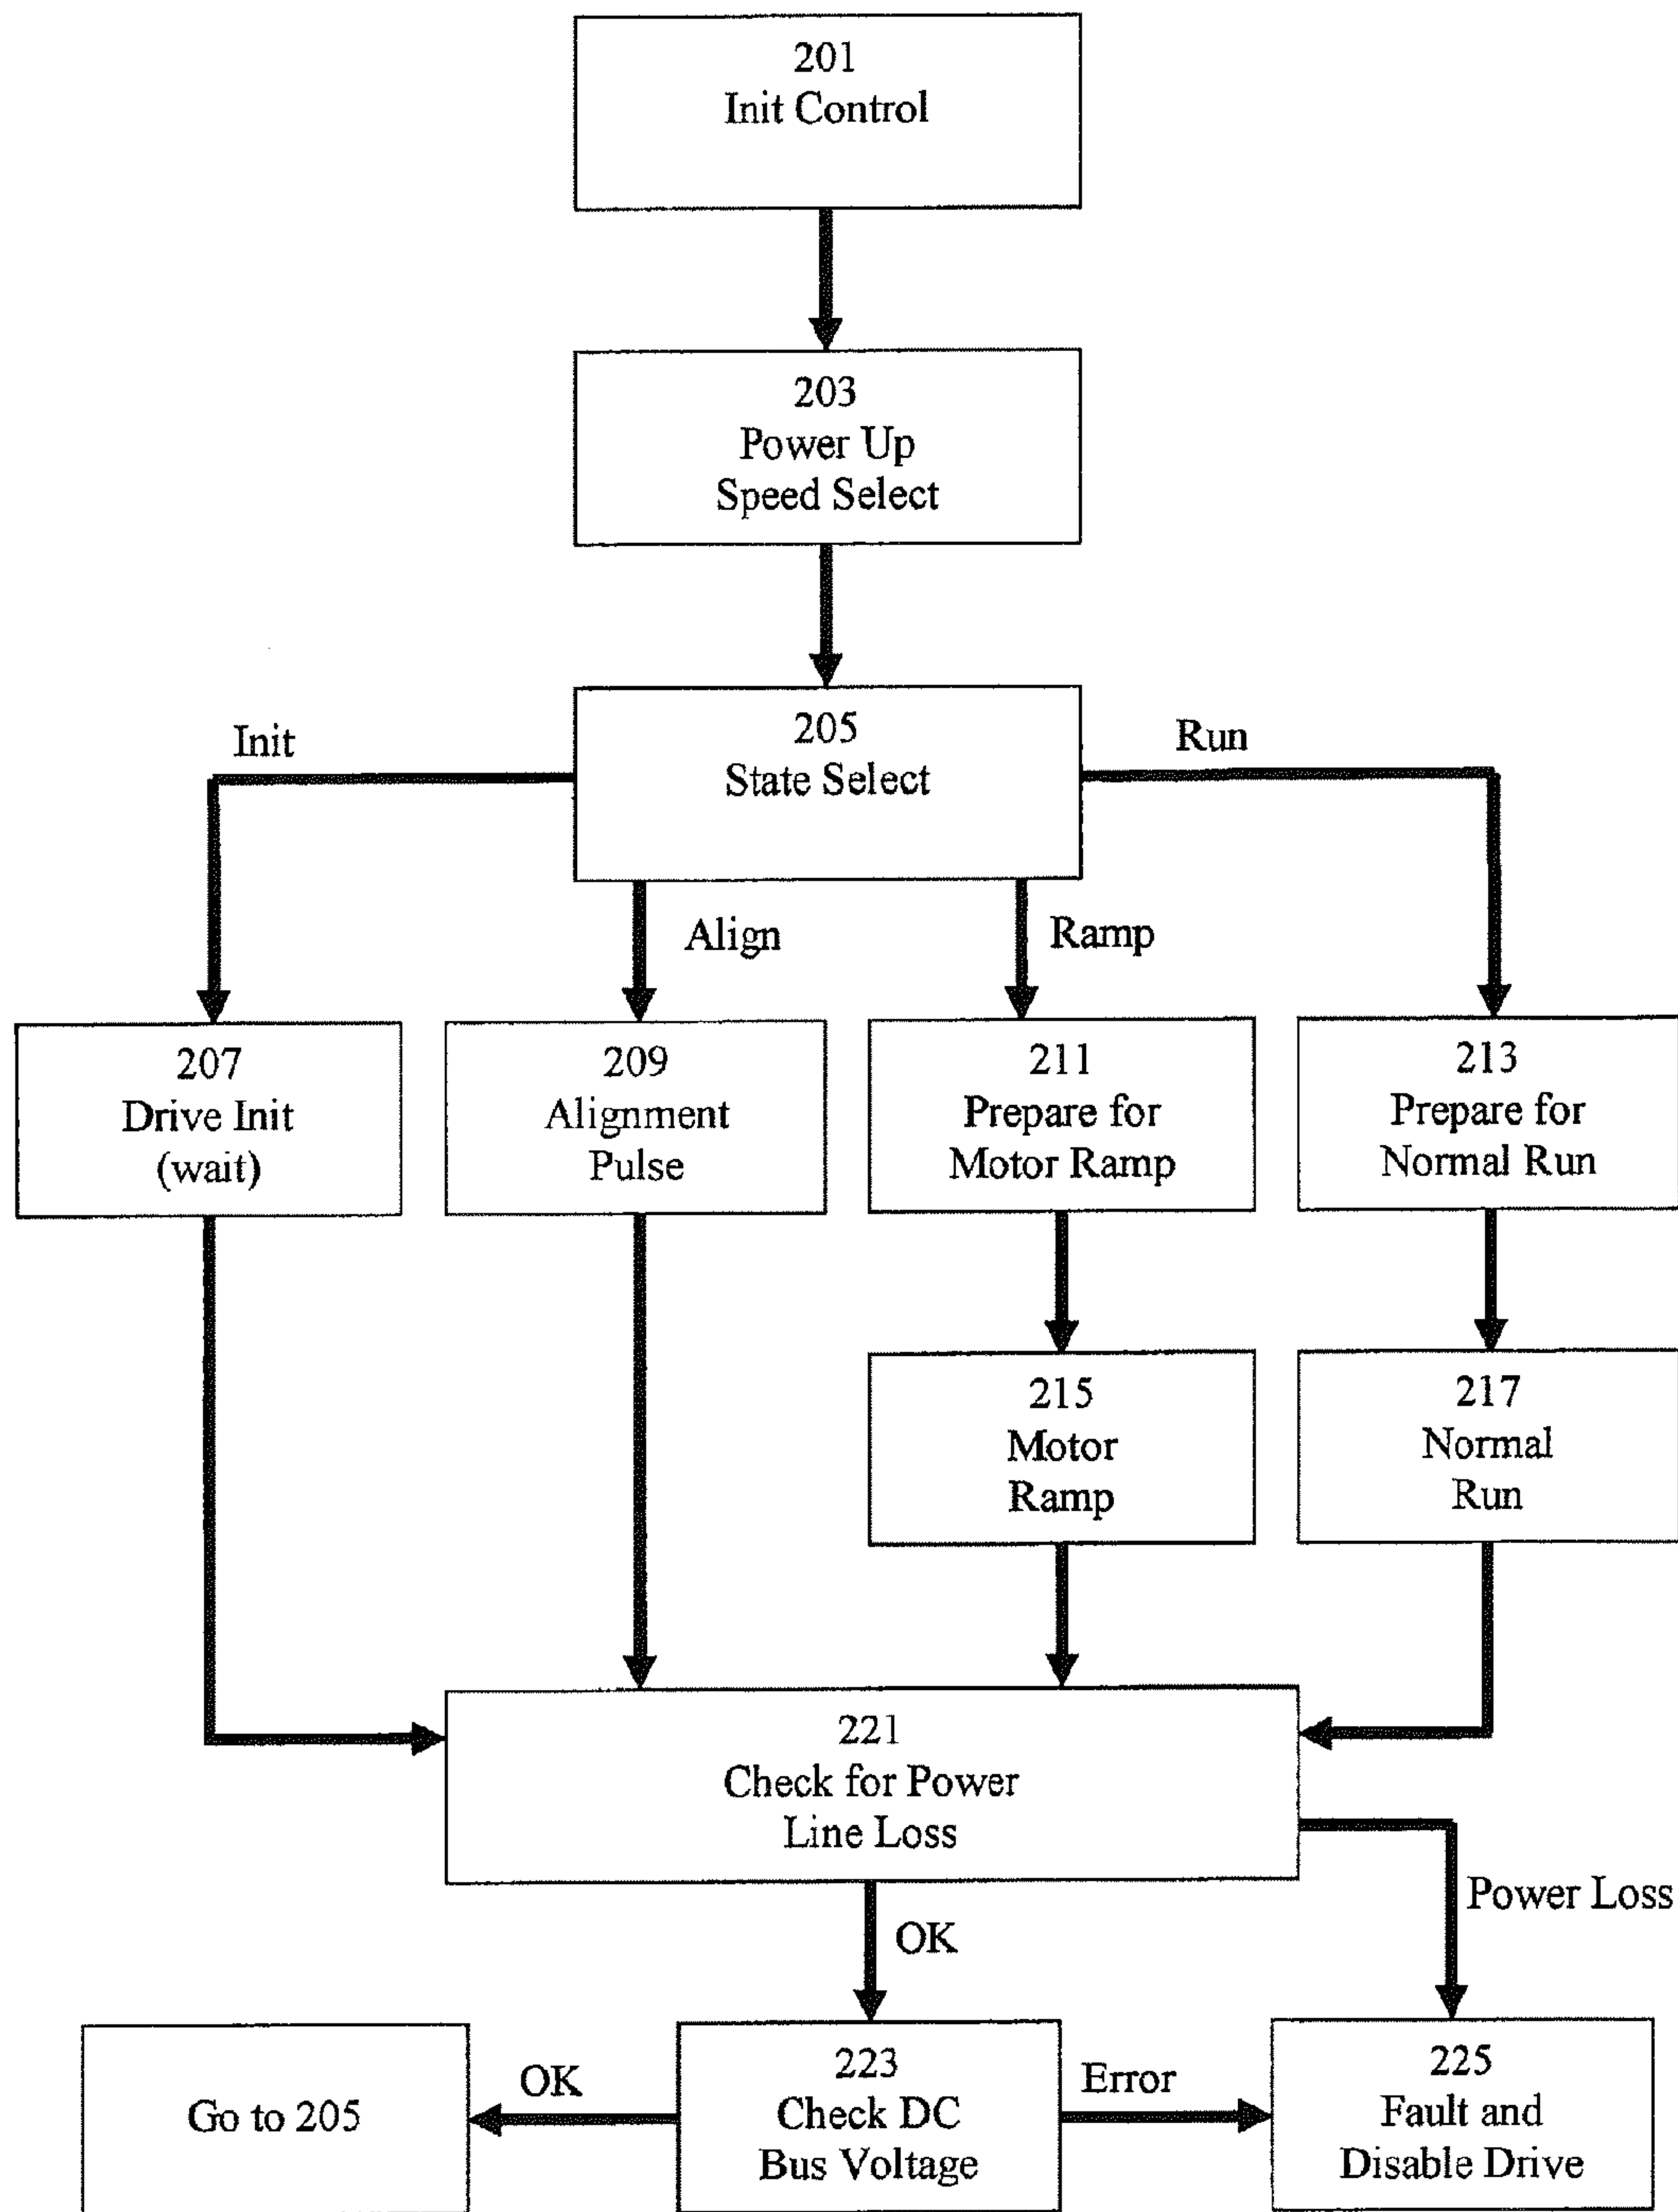 201
Init Control
203
Power Up
Speed Select
205
State Select
Init
Run
Align
Ramp
207
Drive Init
(wait)
209
Alignment
Pulse
211
Prepare for
Motor Ramp
213
Prepare for
Normal Run
215
Motor
Ramp
217
Normal
Run
221
Check for Power
Line Loss
Power Loss
OK
Go to 205
OK
223
Check DC
Bus Voltage
Error
225
Fault and
Disable Drive